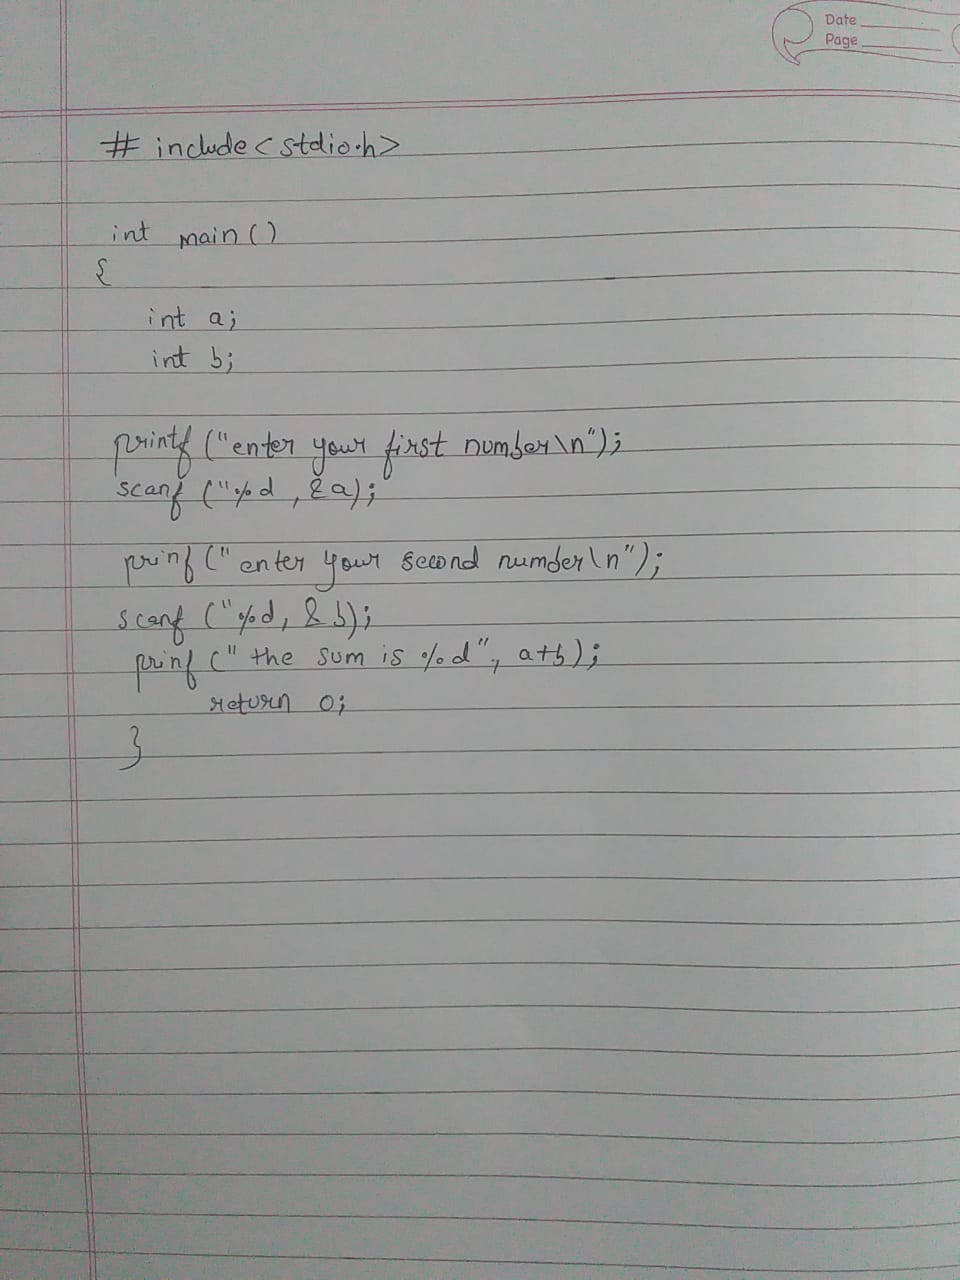 Date
Page
# include<stdio.h>
int main()
{
int a;
int b;
printf ("enter your first number\n");
scanf ("%d , &a);
prinf (" enter your second number\n");
scanf ("%d, & b);
prinf (" the sum is %d", a+b);
return 0;
}